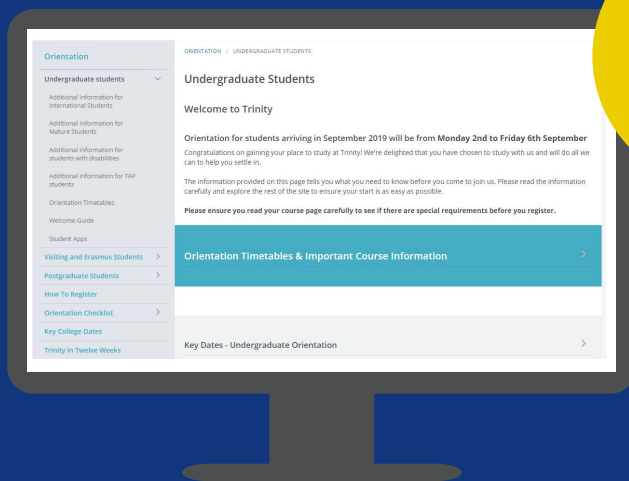 Orientation
Undergraduate students
Additional information for
International Students
Additional information for
Mature Students
Additional information for
students with disabilities
Additional information for TAP
students
Orientation Timetables
Welcome Guide
Student Apps
Visiting and Erasmus Students
Postgraduate Students
How To Register
Orientation Checklist
Key College Dates
Trinity in Twelve Weeks
ORIENTATION / UNDERGRADUATE STUDENTS
Undergraduate Students
Welcome to Trinity
Orientation for students arriving in September 2019 will be from Monday 2nd to Friday 6th September
Congratulations on gaining your place to study at Trinity! We're delighted that you have chosen to study with us and will do all we
can to help you settle in.
The information provided on this page tells you what you need to know before you come to join us. Please read the information
carefully and explore the rest of the site to ensure your start is as easy as possible.
Please ensure you read your course page carefully to see if there are special requirements before you register.
Orientation Timetables & Important Course Information
Key Dates - Undergraduate Orientation